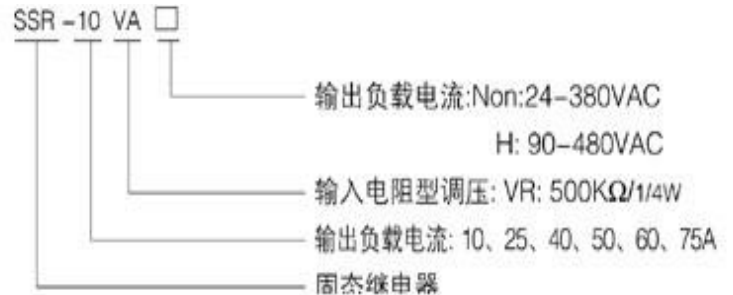 SSR-10 VA □
输出负载电流:Non:24-380VAC
H: 90-480VAC
输入电阻型调压: VR: 500KΩ/1/4W
输出负载电流: 10、25、40、50、60、75A
固态继电器